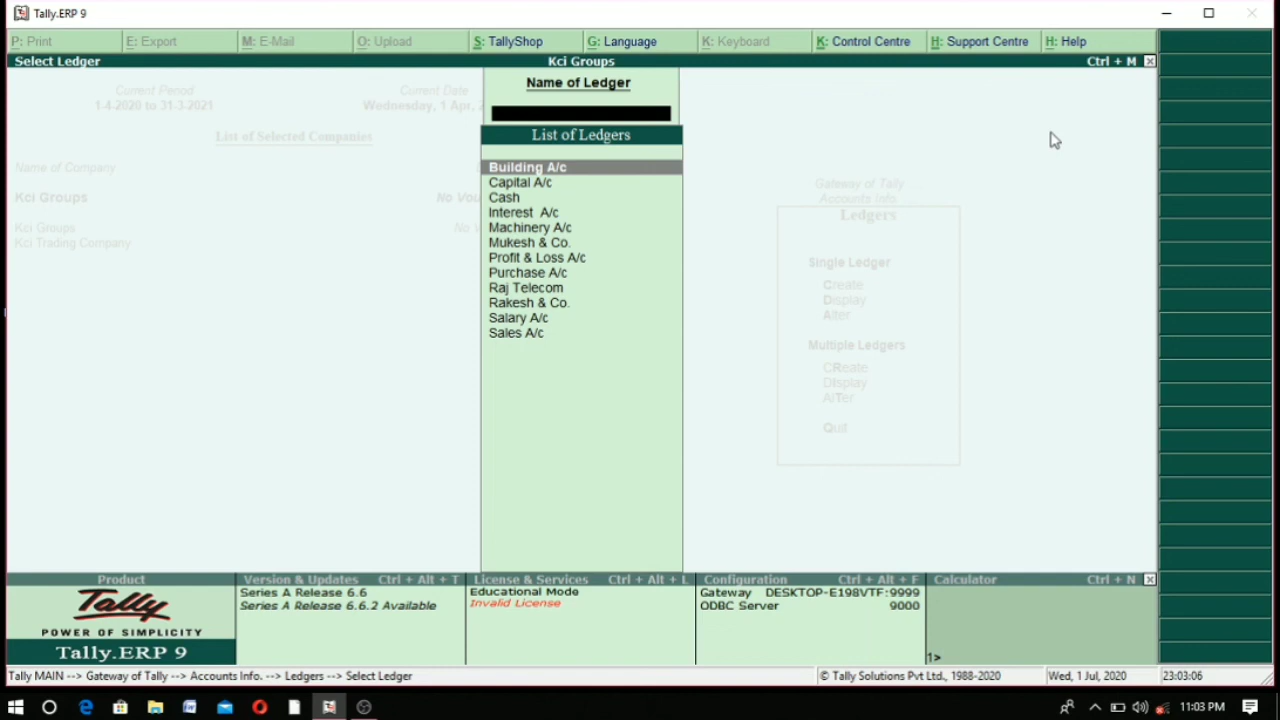 Tally.ERP 9
P: Print
E: Export
M: E-Mail
O: Upload
S: TallyShop
G: Language
K: Keyboard
K: Control Centre
H: Support Centre
H: Help
Select Ledger
Kci Groups
Ctrl + M
Current Period
1-4-2020 to 31-3-2021
Current Date
Wednesday, 1 Apr, 2
List of Selected Companies
Name of Company
Kci Groups
No Vou
Kci Groups
No V
Kci Trading Company
Name of Ledger
List of Ledgers
Building A/c
Capital A/c
Cash
Interest A/c
Machinery A/c
Mukesh & Co.
Profit & Loss A/c
Purchase A/c
Raj Telecom
Rakesh & Co.
Salary A/c
Sales A/c
Gateway of Tally
Accounts Info.
Ledgers
Single Ledger
Create
Display
Alter
Multiple Ledgers
CReate
DIsplay
AlTer
Quit
Product
Tally
POWER OF SIMPLICITY
Tally.ERP 9
Version & Updates Ctrl + Alt + T
Series A Release 6.6
Series A Release 6.6.2 Available
License & Services Ctrl + Alt + L
Educational Mode
Invalid License
Configuration Ctrl + Alt + F
Gateway DESKTOP-E198VTF:9999
ODBC Server 9000
Calculator Ctrl + N
1>
Tally MAIN --> Gateway of Tally --> Accounts Info. --> Ledgers --> Select Ledger
© Tally Solutions Pvt Ltd., 1988-2020
Wed, 1 Jul, 2020
23:03:06
11:03 PM